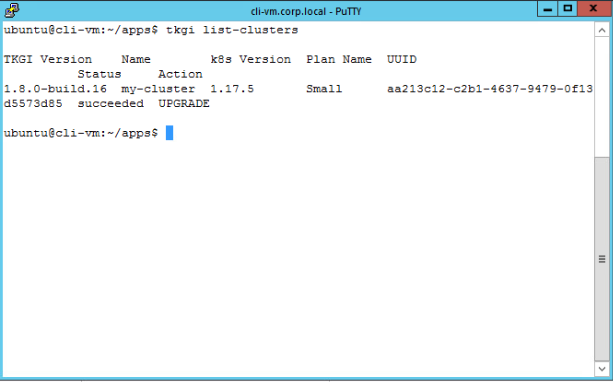 cli-vm.corp.local - PuTTY
ubuntu@cli-vm:~/apps$ tkgi list-clusters
TKGI Version    Name        k8s Version  Plan Name  UUID
          Status     Action
1.8.0-build.16  my-cluster  1.17.5       Small      aa213c12-c2b1-4637-9479-0f13
d5573d85  succeeded  UPGRADE
ubuntu@cli-vm:~/apps$